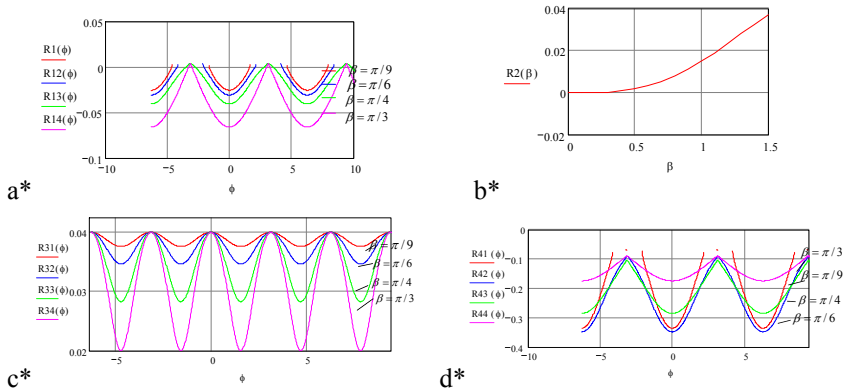 0.05
0
−0.05
−0.1
R1(ϕ)
R12(ϕ)
R13(ϕ)
R14(ϕ)
β = π/9
β = π/6
β = π/4
β = π/3
−10 −5 0 5 10
ϕ
a*
0.04
0.02
0
−0.02
R2(β)
0 0.5 1 1.5
β
b*
0.04
0.03
0.02
R31(ϕ)
R32(ϕ)
R33(ϕ)
R34(ϕ)
β = π/9
β = π/6
β = π/4
β = π/3
−5 0 5
ϕ
c*
0
−0.1
−0.2
−0.3
−0.4
R41(ϕ)
R42(ϕ)
R43(ϕ)
R44(ϕ)
β = π/3
β = π/9
β = π/4
β = π/6
−10 −5 0 5
ϕ
d*